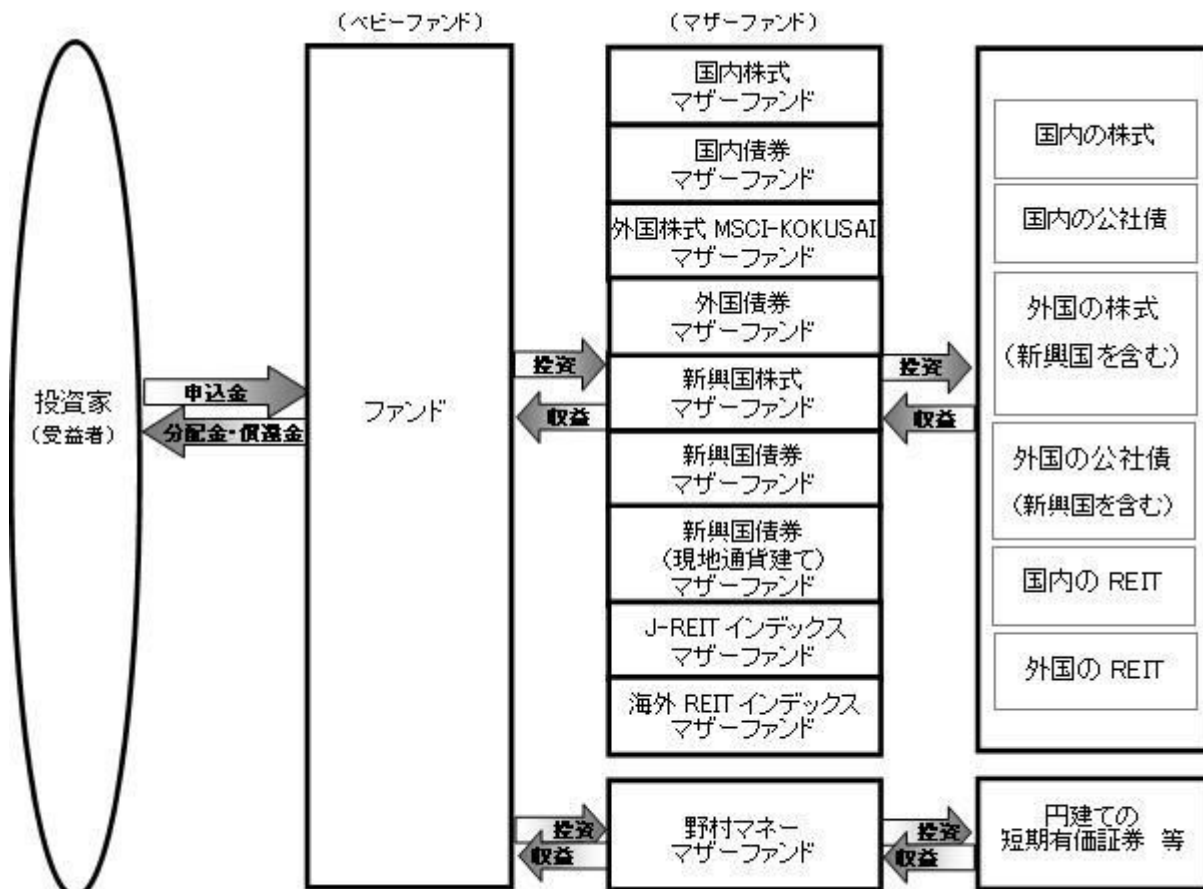 （ベビーファンド）
（マザーファンド）
投資家
（受益者）
申込金
分配金・償還金
ファンド
投資
収益
国内株式
マザーファンド
国内債券
マザーファンド
外国株式 MSCI-KOKUSAI
マザーファンド
外国債券
マザーファンド
新興国株式
マザーファンド
新興国債券
マザーファンド
新興国債券
（現地通貨建て）
マザーファンド
J-REIT インデックス
マザーファンド
海外 REIT インデックス
マザーファンド
投資
収益
国内の株式
国内の公社債
外国の株式
（新興国を含む）
外国の公社債
（新興国を含む）
国内の REIT
外国の REIT
投資
収益
野村マネー
マザーファンド
投資
収益
円建ての
短期有価証券 等